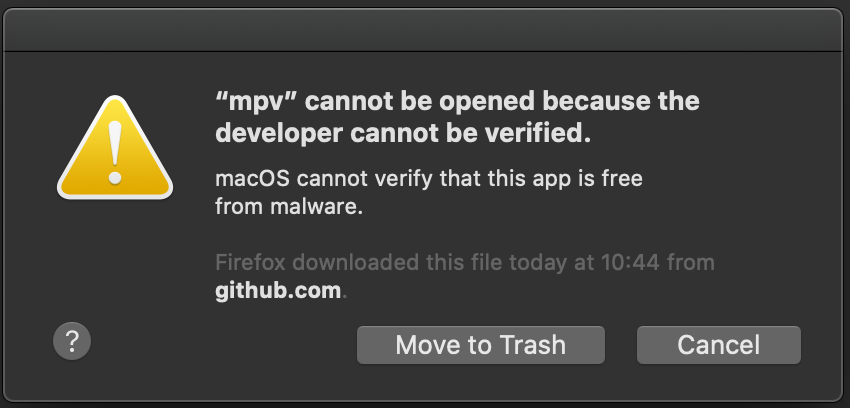 “mpv” cannot be opened because the
developer cannot be verified.
macOS cannot verify that this app is free
from malware.
Firefox downloaded this file today at 10:44 from
github.com.
?
Move to Trash
Cancel